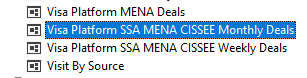 Visa Platform MENA Deals
Visa Platform SSA MENA CISSEE Monthly Deals
Visa Platform SSA MENA CISSEE Weekly Deals
Visit By Source